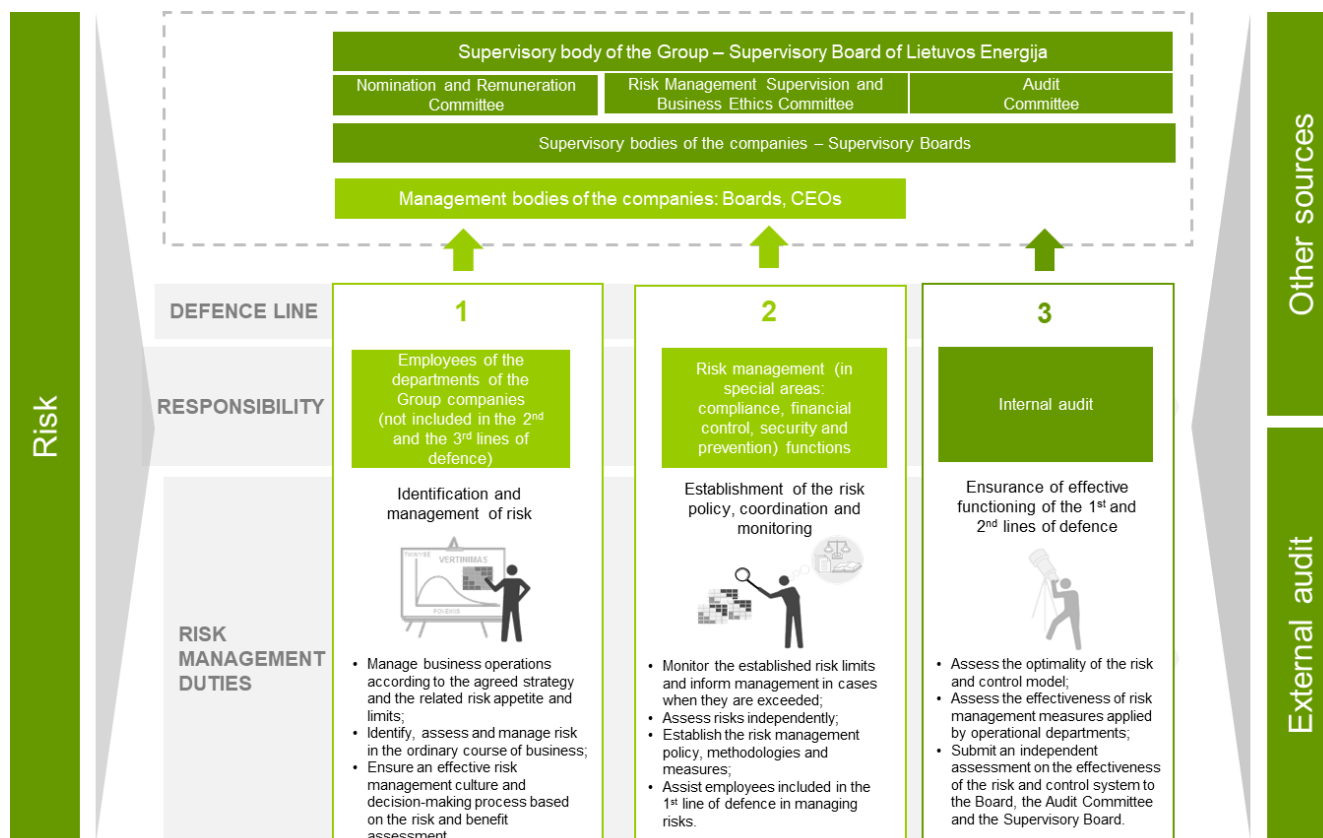 Risk
Supervisory body of the Group – Supervisory Board of Lietuvos Energija
Nomination and Remuneration
Committee
Risk Management Supervision and
Business Ethics Committee
Audit
Committee
Supervisory bodies of the companies – Supervisory Boards
Management bodies of the companies: Boards, CEOs
DEFENCE LINE
1
2
3
RESPONSIBILITY
Employees of the
departments of the
Group companies
(not included in the 2nd
and the 3rd lines of
defence)
Risk management (in
special areas:
compliance, financial
control, security and
prevention) functions
Internal audit
RISK
MANAGEMENT
DUTIES
Identification and
management of risk
VERTINIMAS
POVEIKIS
• Manage business operations
according to the agreed strategy
and the related risk appetite and
limits;
• Identify, assess and manage risk
in the ordinary course of business;
• Ensure an effective risk
management culture and
decision-making process based
on the risk and benefit
assessment
Establishment of the risk
policy, coordination and
monitoring
• Monitor the established risk limits
and inform management in cases
when they are exceeded;
• Assess risks independently;
• Establish the risk management
policy, methodologies and
measures;
• Assist employees included in the
1st line of defence in managing
risks.
Ensurance of effective
functioning of the 1st and
2nd lines of defence
• Assess the optimality of the risk
and control model;
• Assess the effectiveness of risk
management measures applied
by operational departments;
• Submit an independent
assessment on the effectiveness
of the risk and control system to
the Board, the Audit Committee
and the Supervisory Board.
Other sources
External audit